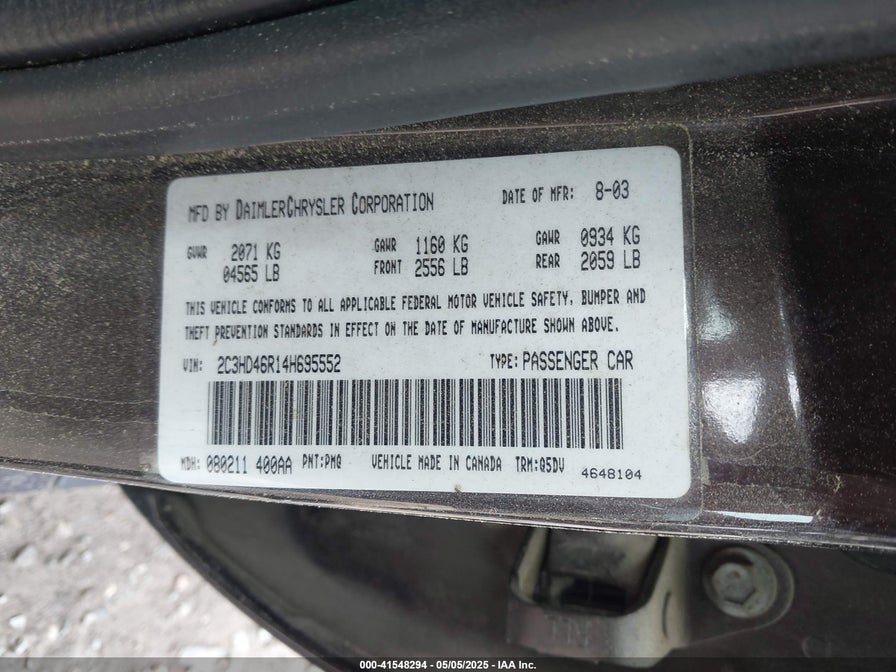 MFD BY DAIMLERCHRYSLER CORPORATION DATE OF MFR: 8-03
GVWR 2071 KG GAWR 1160 KG GAWR 0934 KG
04565 LB FRONT 2556 LB REAR 2059 LB
THIS VEHICLE CONFORMS TO ALL APPLICABLE FEDERAL MOTOR VEHICLE SAFETY, BUMPER AND
THEFT PREVENTION STANDARDS IN EFFECT ON THE DATE OF MANUFACTURE SHOWN ABOVE.
VIN: 2C3HD46R14H695552 TYPE: PASSENGER CAR
MDH: 080211 400AA PNT:PMQ VEHICLE MADE IN CANADA TRM:Q5DV
4648104
000-41548294 - 05/05/2025 - IAA Inc.